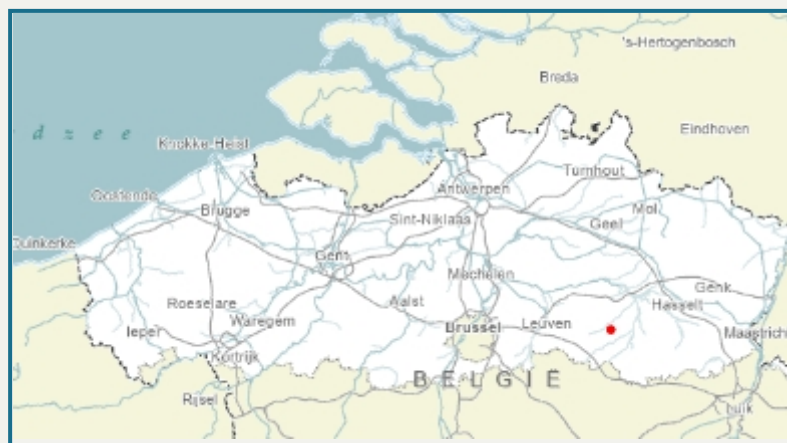 's-Hertogenbosch
Breda
d z e e
Eindhoven
Knokke-Heist
Turnhout
Oostende
Antwerpen
Mol
Brugge
Sint-Niklaas
Geel
Duinkerke
Gent
Mechelen
Genk
Roeselare
Aalst
Hasselt
Ieper
Waregem
Brussel
Leuven
Maastrich
Kortrijk
BELGIË
Rijsel
Luik